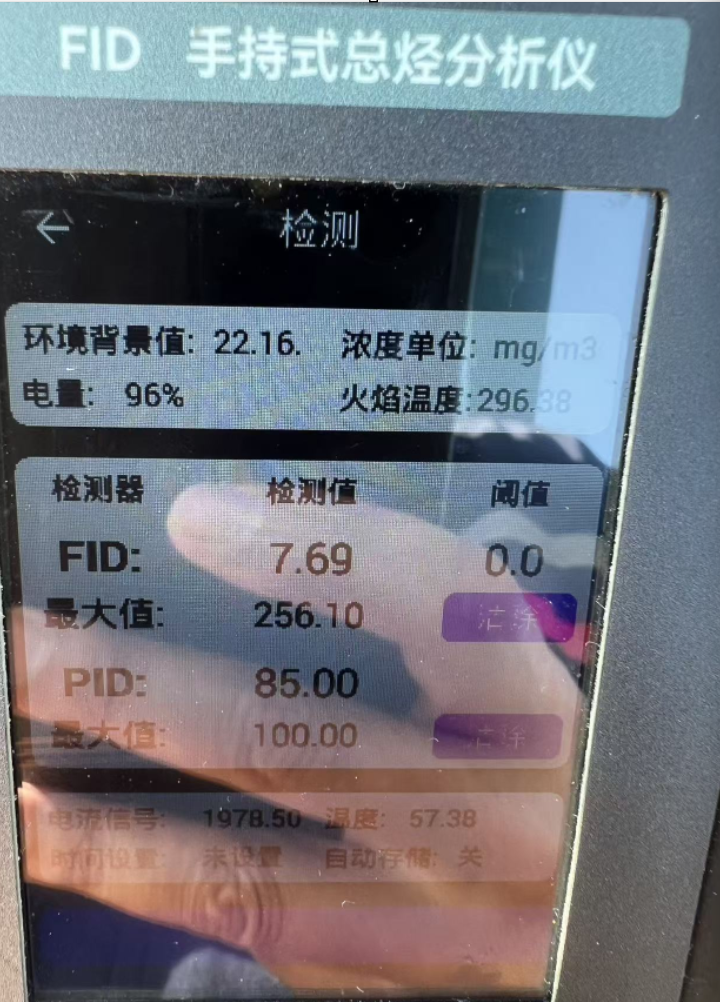 FID 手持式总烃分析仪
检测
环境背景值: 22.16. 浓度单位: mg/m3
电量: 96% 火焰温度:296.38
检测器 检测值 阈值
FID: 7.69 0.0
最大值: 256.10 清除
PID: 85.00
最大值: 100.00 清除
电流信号: 1978.50 温度: 57.38
时间设置: 未设置 自动存储: 关